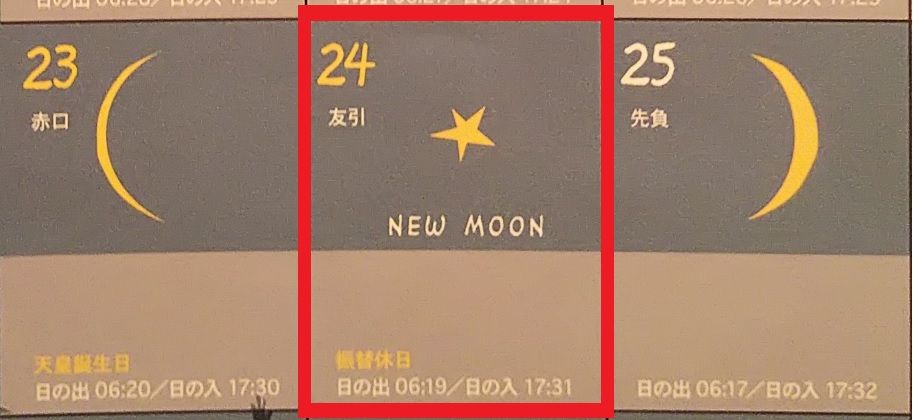 23
赤口
天皇誕生日
日の出 06:20/日の入 17:30
24
友引
NEW MOON
振替休日
日の出 06:19/日の入 17:31
25
先負
日の出 06:17/日の入 17:32